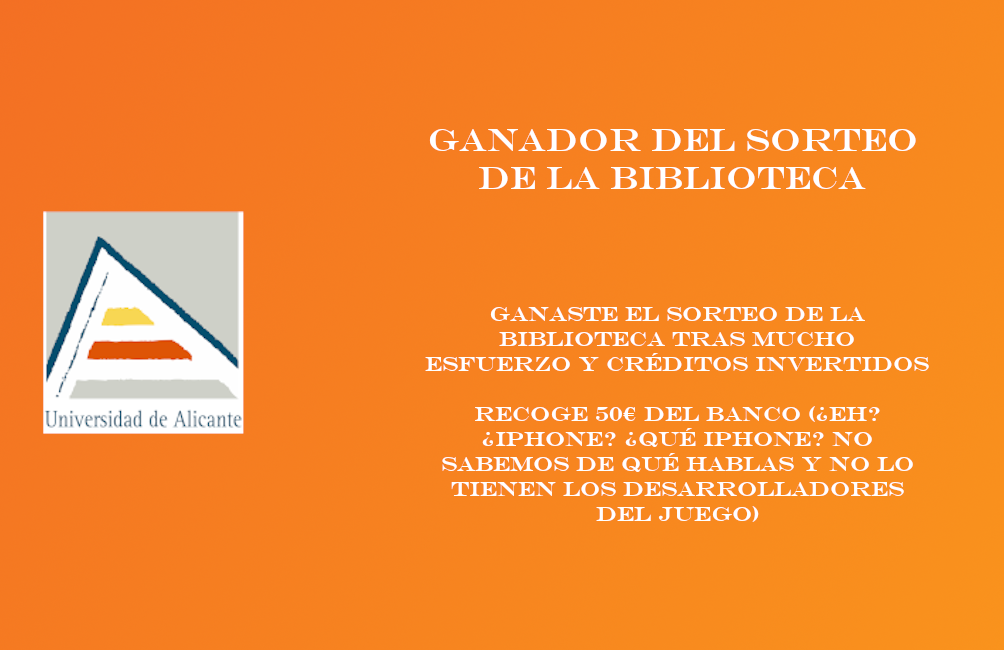 GANADOR DEL SORTEO
DE LA BIBLIOTECA
Universidad de Alicante
GANASTE EL SORTEO DE LA
BIBLIOTECA TRAS MUCHO
ESFUERZO Y CRÉDITOS INVERTIDOS
RECOGE 50€ DEL BANCO (¿EH?
¿IPHONE? ¿QUÉ IPHONE? NO
SABEMOS DE QUÉ HABLAS Y NO LO
TIENEN LOS DESARROLLADORES
DEL JUEGO)